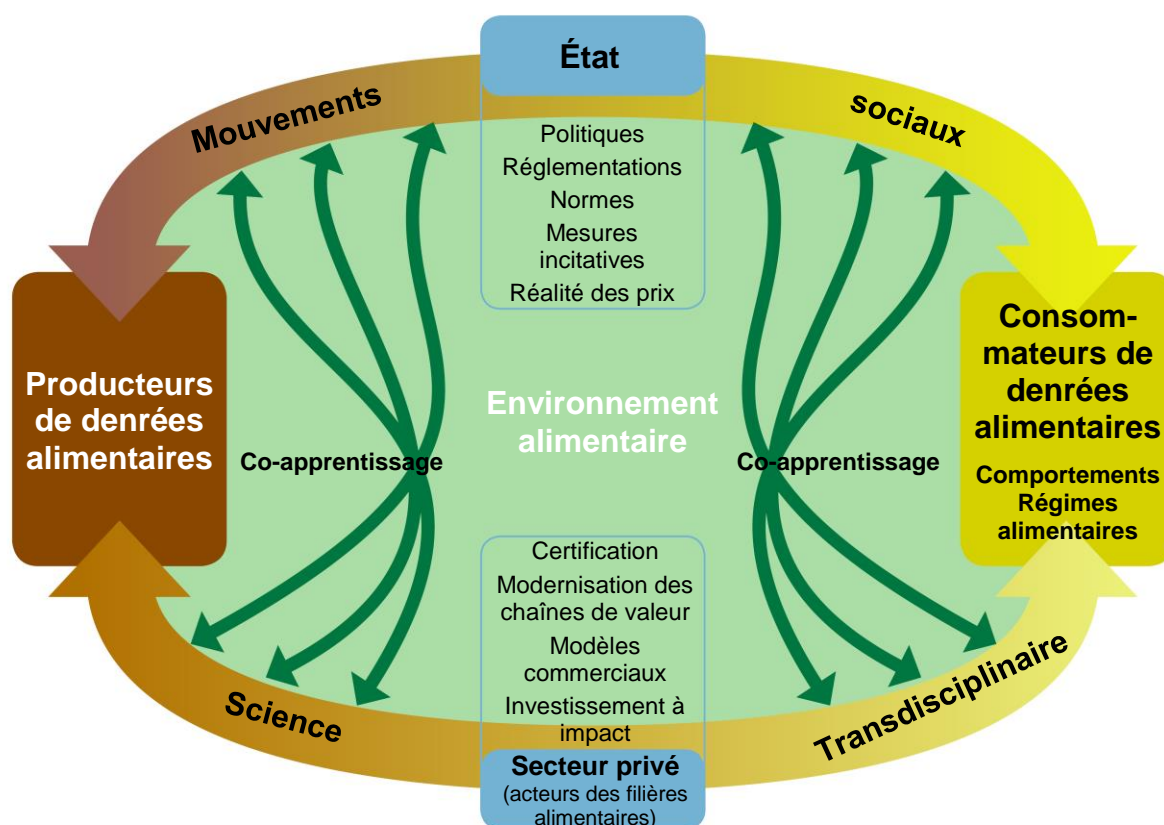 État
Mouvements
sociaux
Politiques
Réglementations
Normes
Mesures
incitatives
Réalité des prix
Producteurs
de denrées
alimentaires
Co-apprentissage
Environnement
alimentaire
Co-apprentissage
Consom-
mateurs de
denrées
alimentaires
Comportements
Régimes
alimentaires
Certification
Modernisation des
chaînes de valeur
Modèles
commerciaux
Investissement à
impact
Science
Transdisciplinaire
Secteur privé
(acteurs des filières
alimentaires)